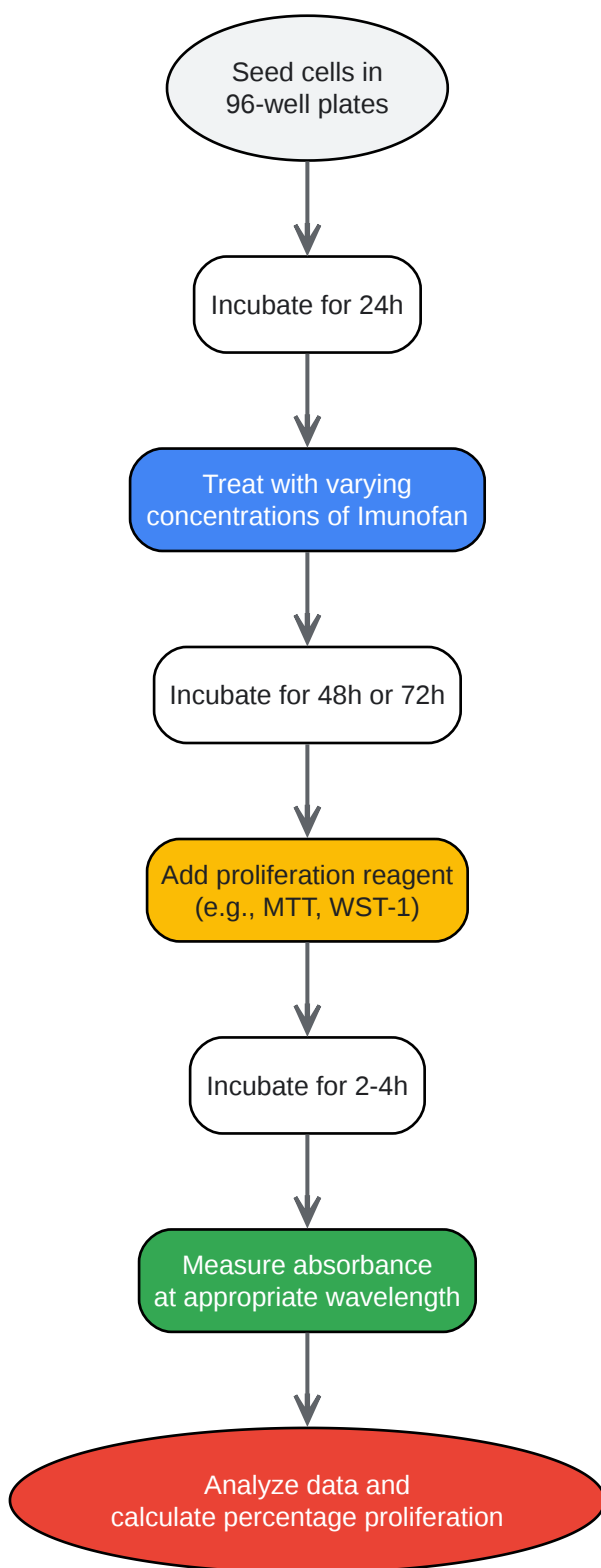 Seed cells in
96-well plates
Incubate for 24h
Treat with varying
concentrations of Imunofan
Incubate for 48h or 72h
Add proliferation reagent
(e.g., MTT, WST-1)
Incubate for 2-4h
Measure absorbance
at appropriate wavelength
Analyze data and
calculate percentage proliferation